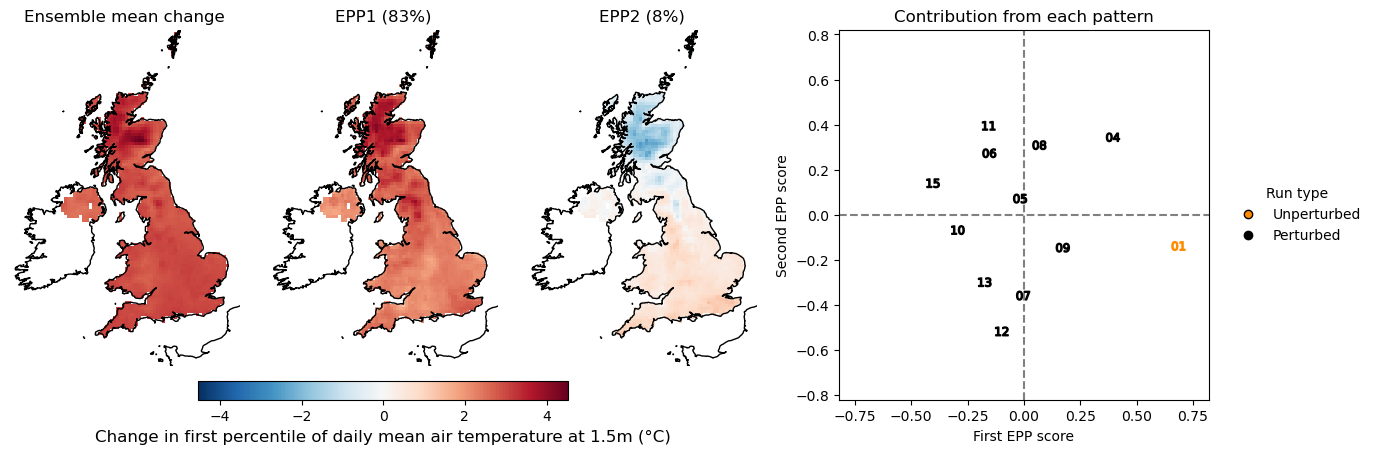 Ensemble mean change
EPP1 (83%)
EPP2 (8%)
−4 −2 0 2 4
Change in first percentile of daily mean air temperature at 1.5m (°C)
Contribution from each pattern
Second EPP score
0.8
0.6
0.4
0.2
0.0
−0.2
−0.4
−0.6
−0.8
11
04
08
06
15
05
10
09
01
13
07
12
−0.75 −0.50 −0.25 0.00 0.25 0.50 0.75
First EPP score
Run type
Unperturbed
Perturbed